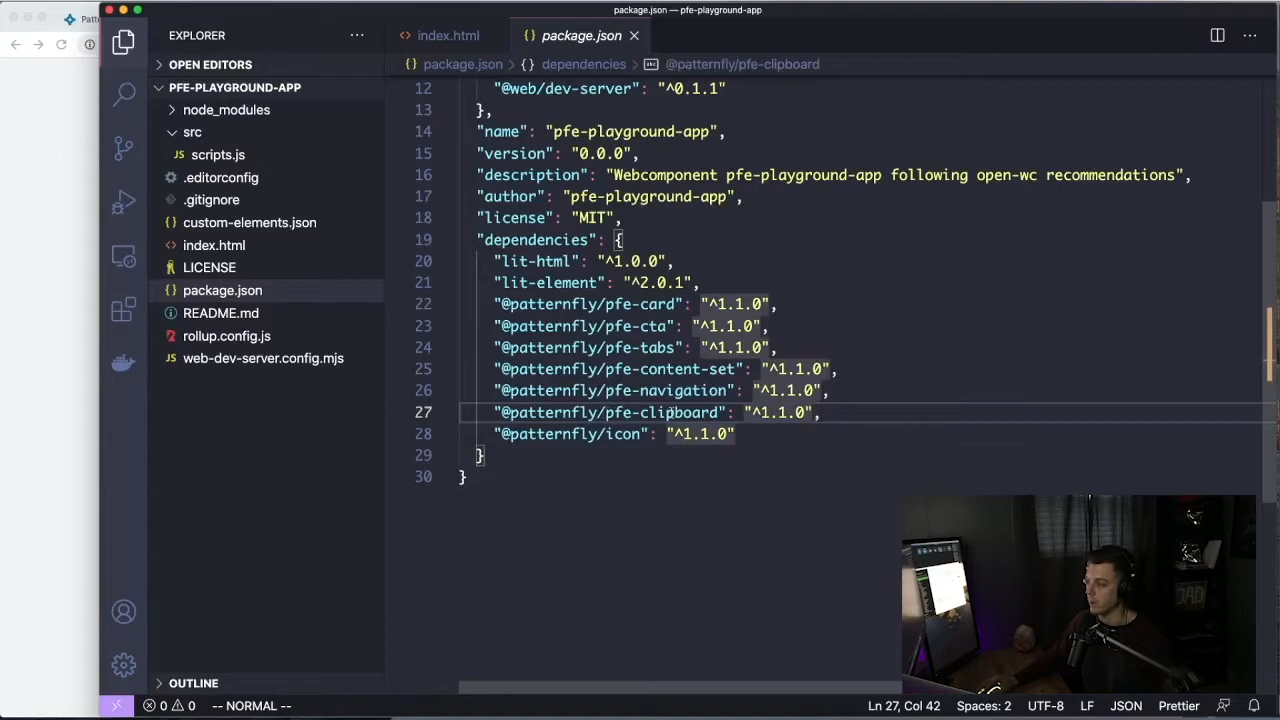 package.json — pfe-playground-app
Patte
EXPLORER
index.html
{} package.json
OPEN EDITORS
{} package.json > {} dependencies > abc @patternfly/pfe-clipboard
PFE-PLAYGROUND-APP
node_modules
src
JS scripts.js
.editorconfig
.gitignore
{} custom-elements.json
<> index.html
LICENSE
{} package.json
README.md
rollup.config.js
JS web-dev-server.config.mjs
OUTLINE
12 "@web/dev-server": "^0.1.1"
13 },
14 "name": "pfe-playground-app",
15 "version": "0.0.0",
16 "description": "Webcomponent pfe-playground-app following open-wc recommendations",
17 "author": "pfe-playground-app",
18 "license": "MIT",
19 "dependencies": {
20 "lit-html": "^1.0.0",
21 "lit-element": "^2.0.1",
22 "@patternfly/pfe-card": "^1.1.0",
23 "@patternfly/pfe-cta": "^1.1.0",
24 "@patternfly/pfe-tabs": "^1.1.0",
25 "@patternfly/pfe-content-set": "^1.1.0",
26 "@patternfly/pfe-navigation": "^1.1.0",
27 "@patternfly/pfe-clipboard": "^1.1.0",
28 "@patternfly/icon": "^1.1.0"
29 }
30 }
DAD
0 0 -- NORMAL --
Ln 27, Col 42 Spaces: 2 UTF-8 LF JSON Prettier